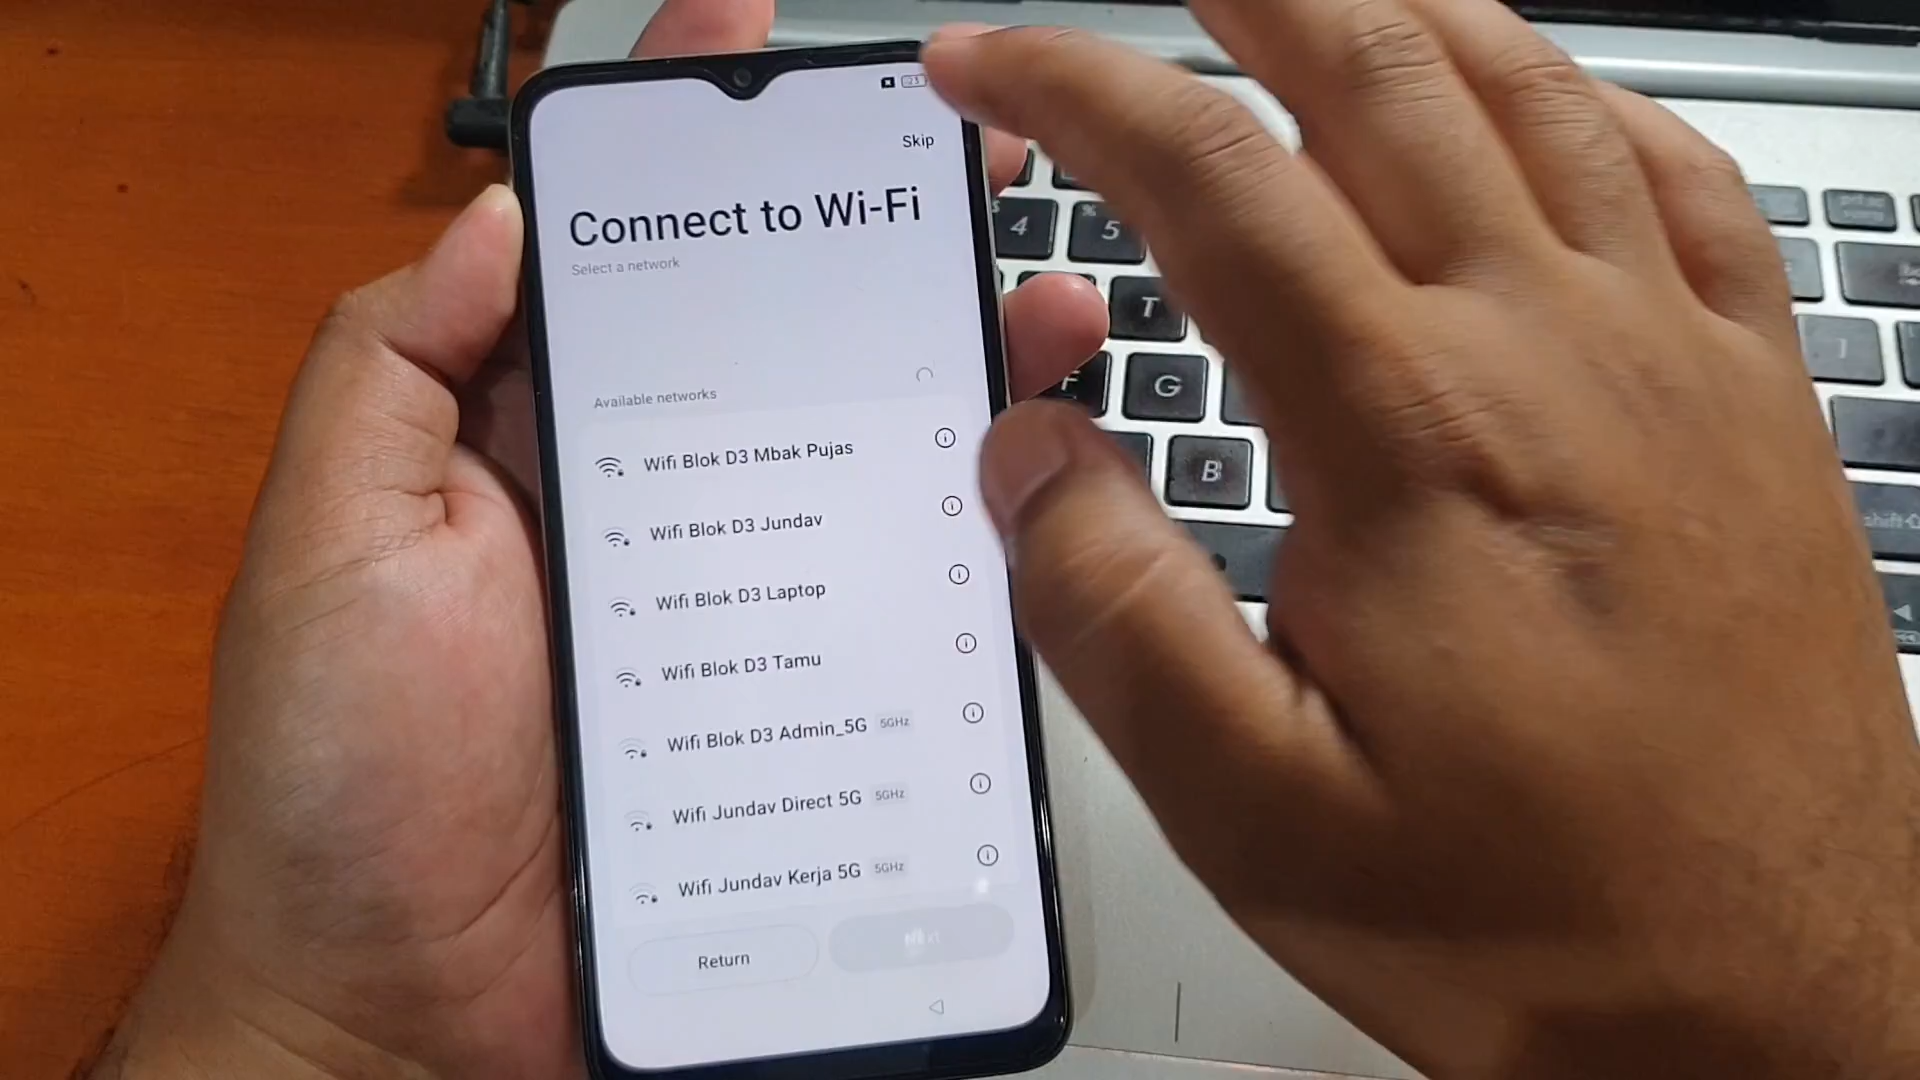 Skip
Connect to Wi-Fi
Select a network
Available networks
Wifi Blok D3 Mbak Pujas
Wifi Blok D3 Jundav
Wifi Blok D3 Laptop
Wifi Blok D3 Tamu
Wifi Blok D3 Admin_5G 5GHz
Wifi Jundav Direct 5G 5GHz
Wifi Jundav Kerja 5G 5GHz
Return Next
$ 4
% 5
T
F
G
B
]
shift